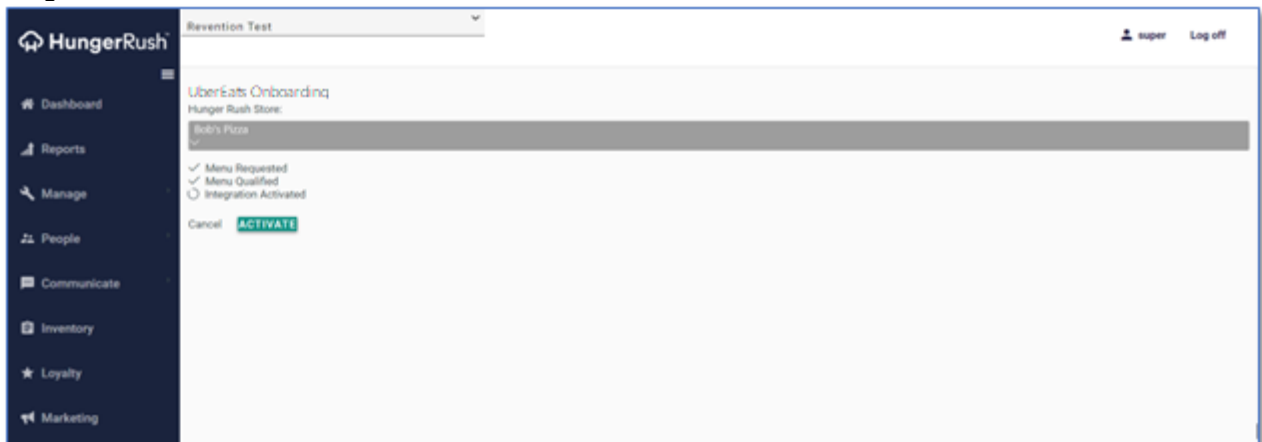 HungerRush
Revention Test
super Log off
Dashboard
Reports
Manage
People
Communicate
Inventory
Loyalty
Marketing
UberEats Onboarding
Hunger Rush Store:
Bob's Pizza
Menu Requested
Menu Qualified
Integration Activated
Cancel ACTIVATE